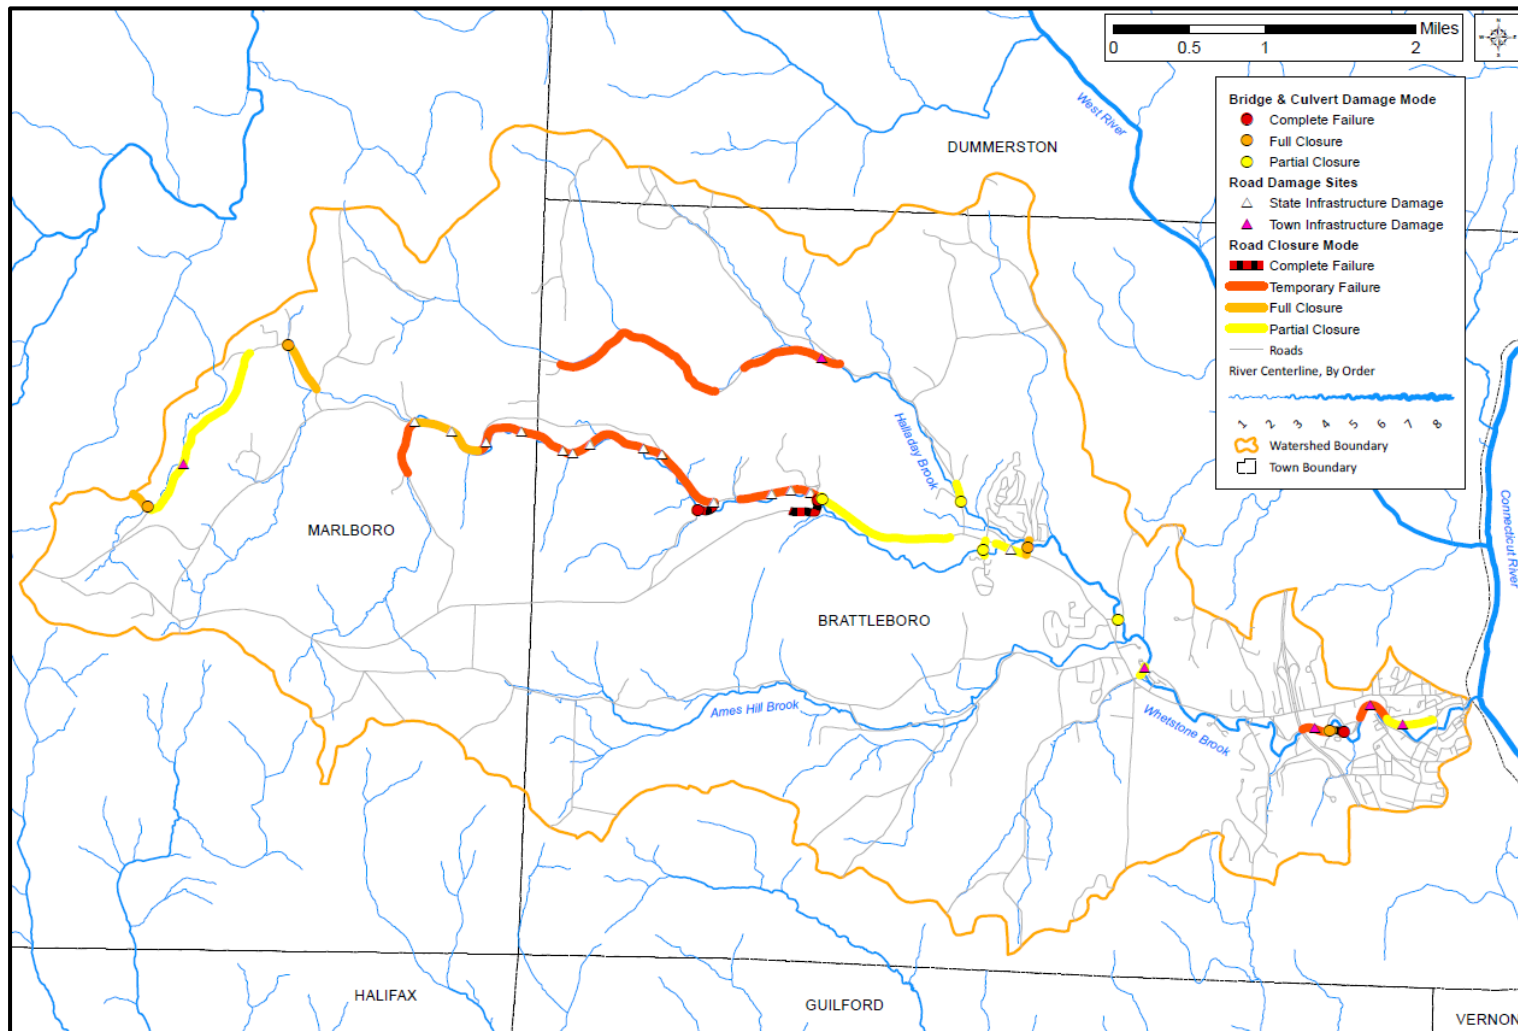 Miles
0 0.5 1 2
Bridge & Culvert Damage Mode
Complete Failure
Full Closure
Partial Closure
Road Damage Sites
State Infrastructure Damage
Town Infrastructure Damage
Road Closure Mode
Complete Failure
Temporary Failure
Full Closure
Partial Closure
Roads
River Centerline, By Order
1 2 3 4 5 6 7 8
Watershed Boundary
Town Boundary
West River
DUMMERSTON
Halladay Brook
Connecticut River
MARLBORO
BRATTLEBORO
Ames Hill Brook
Whetstone Brook
HALIFAX
GUILFORD
VERNON